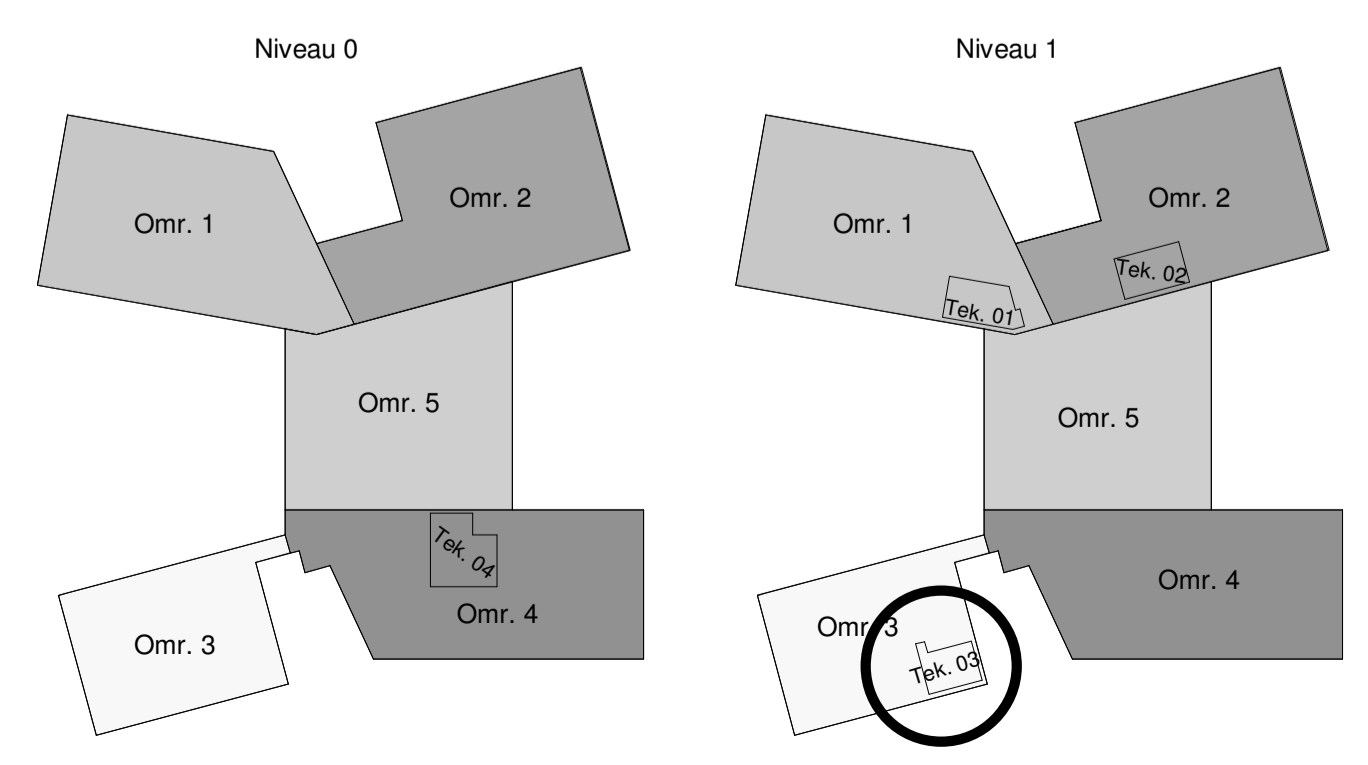 Niveau 0
Omr. 1
Omr. 2
Omr. 5
Tek. 04
Omr. 4
Omr. 3
Niveau 1
Omr. 1
Omr. 2
Tek. 02
Tek. 01
Omr. 5
Omr. 4
Omr. 3
Tek. 03